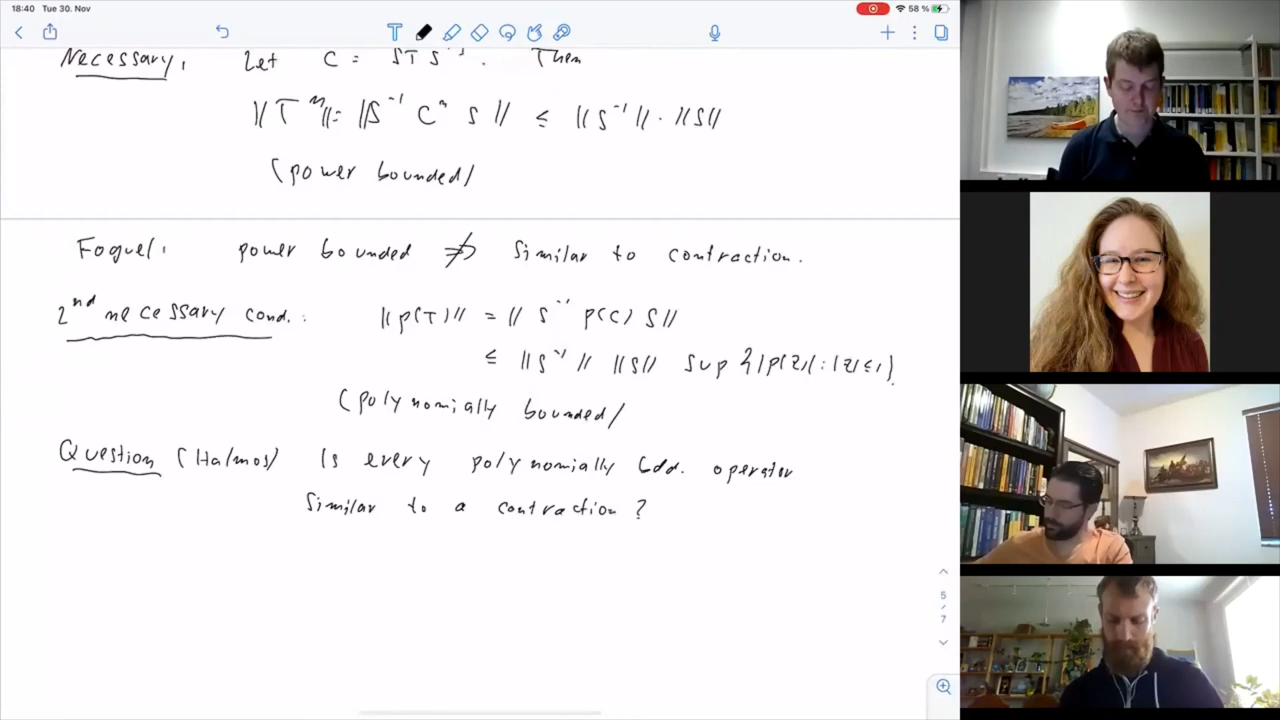 18:40 Tue 30. Nov
58 %
Necessary: Let C = S T S⁻¹. Then
||Tⁿ|| = ||S⁻¹ Cⁿ S|| ≤ ||S⁻¹|| · ||S||
(power bounded)
Foguel: power bounded ⇏ similar to contraction.
2nd necessary cond.: ||p(T)|| = ||S⁻¹ p(C) S||
≤ ||S⁻¹|| ||S|| sup {|p(z)| : |z| ≤ 1}.
(polynomially bounded)
Question (Halmos) Is every polynomially bdd. operator
similar to a contraction?
5
/
7